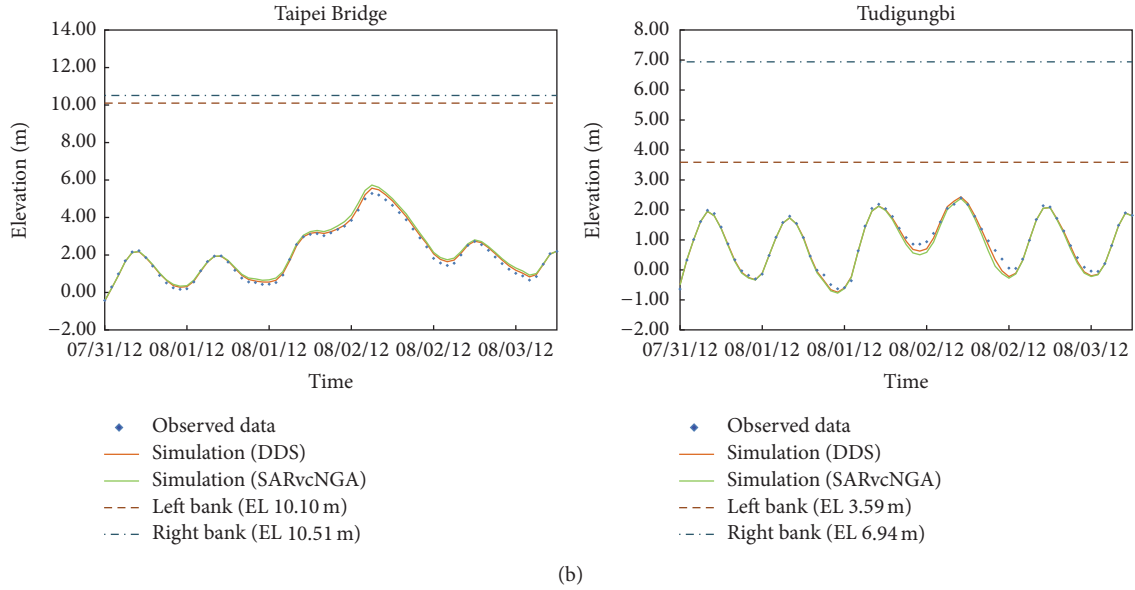 Taipei Bridge
14.00
12.00
10.00
8.00
6.00
4.00
2.00
0.00
−2.00
Elevation (m)
07/31/12 08/01/12 08/01/12 08/02/12 08/02/12 08/03/12
Time
Observed data
Simulation (DDS)
Simulation (SARvcNGA)
Left bank (EL 10.10 m)
Right bank (EL 10.51 m)
Tudigungbi
8.00
7.00
6.00
5.00
4.00
3.00
2.00
1.00
0.00
−1.00
−2.00
Elevation (m)
07/31/12 08/01/12 08/01/12 08/02/12 08/02/12 08/03/12
Time
Observed data
Simulation (DDS)
Simulation (SARvcNGA)
Left bank (EL 3.59 m)
Right bank (EL 6.94 m)
(b)